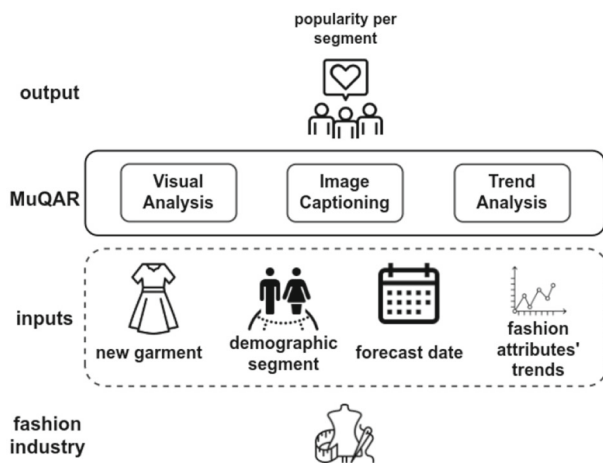 popularity per
segment
output
MuQAR
Visual
Analysis
Image
Captioning
Trend
Analysis
inputs
new garment
demographic
segment
forecast date
fashion
attributes'
trends
fashion
industry